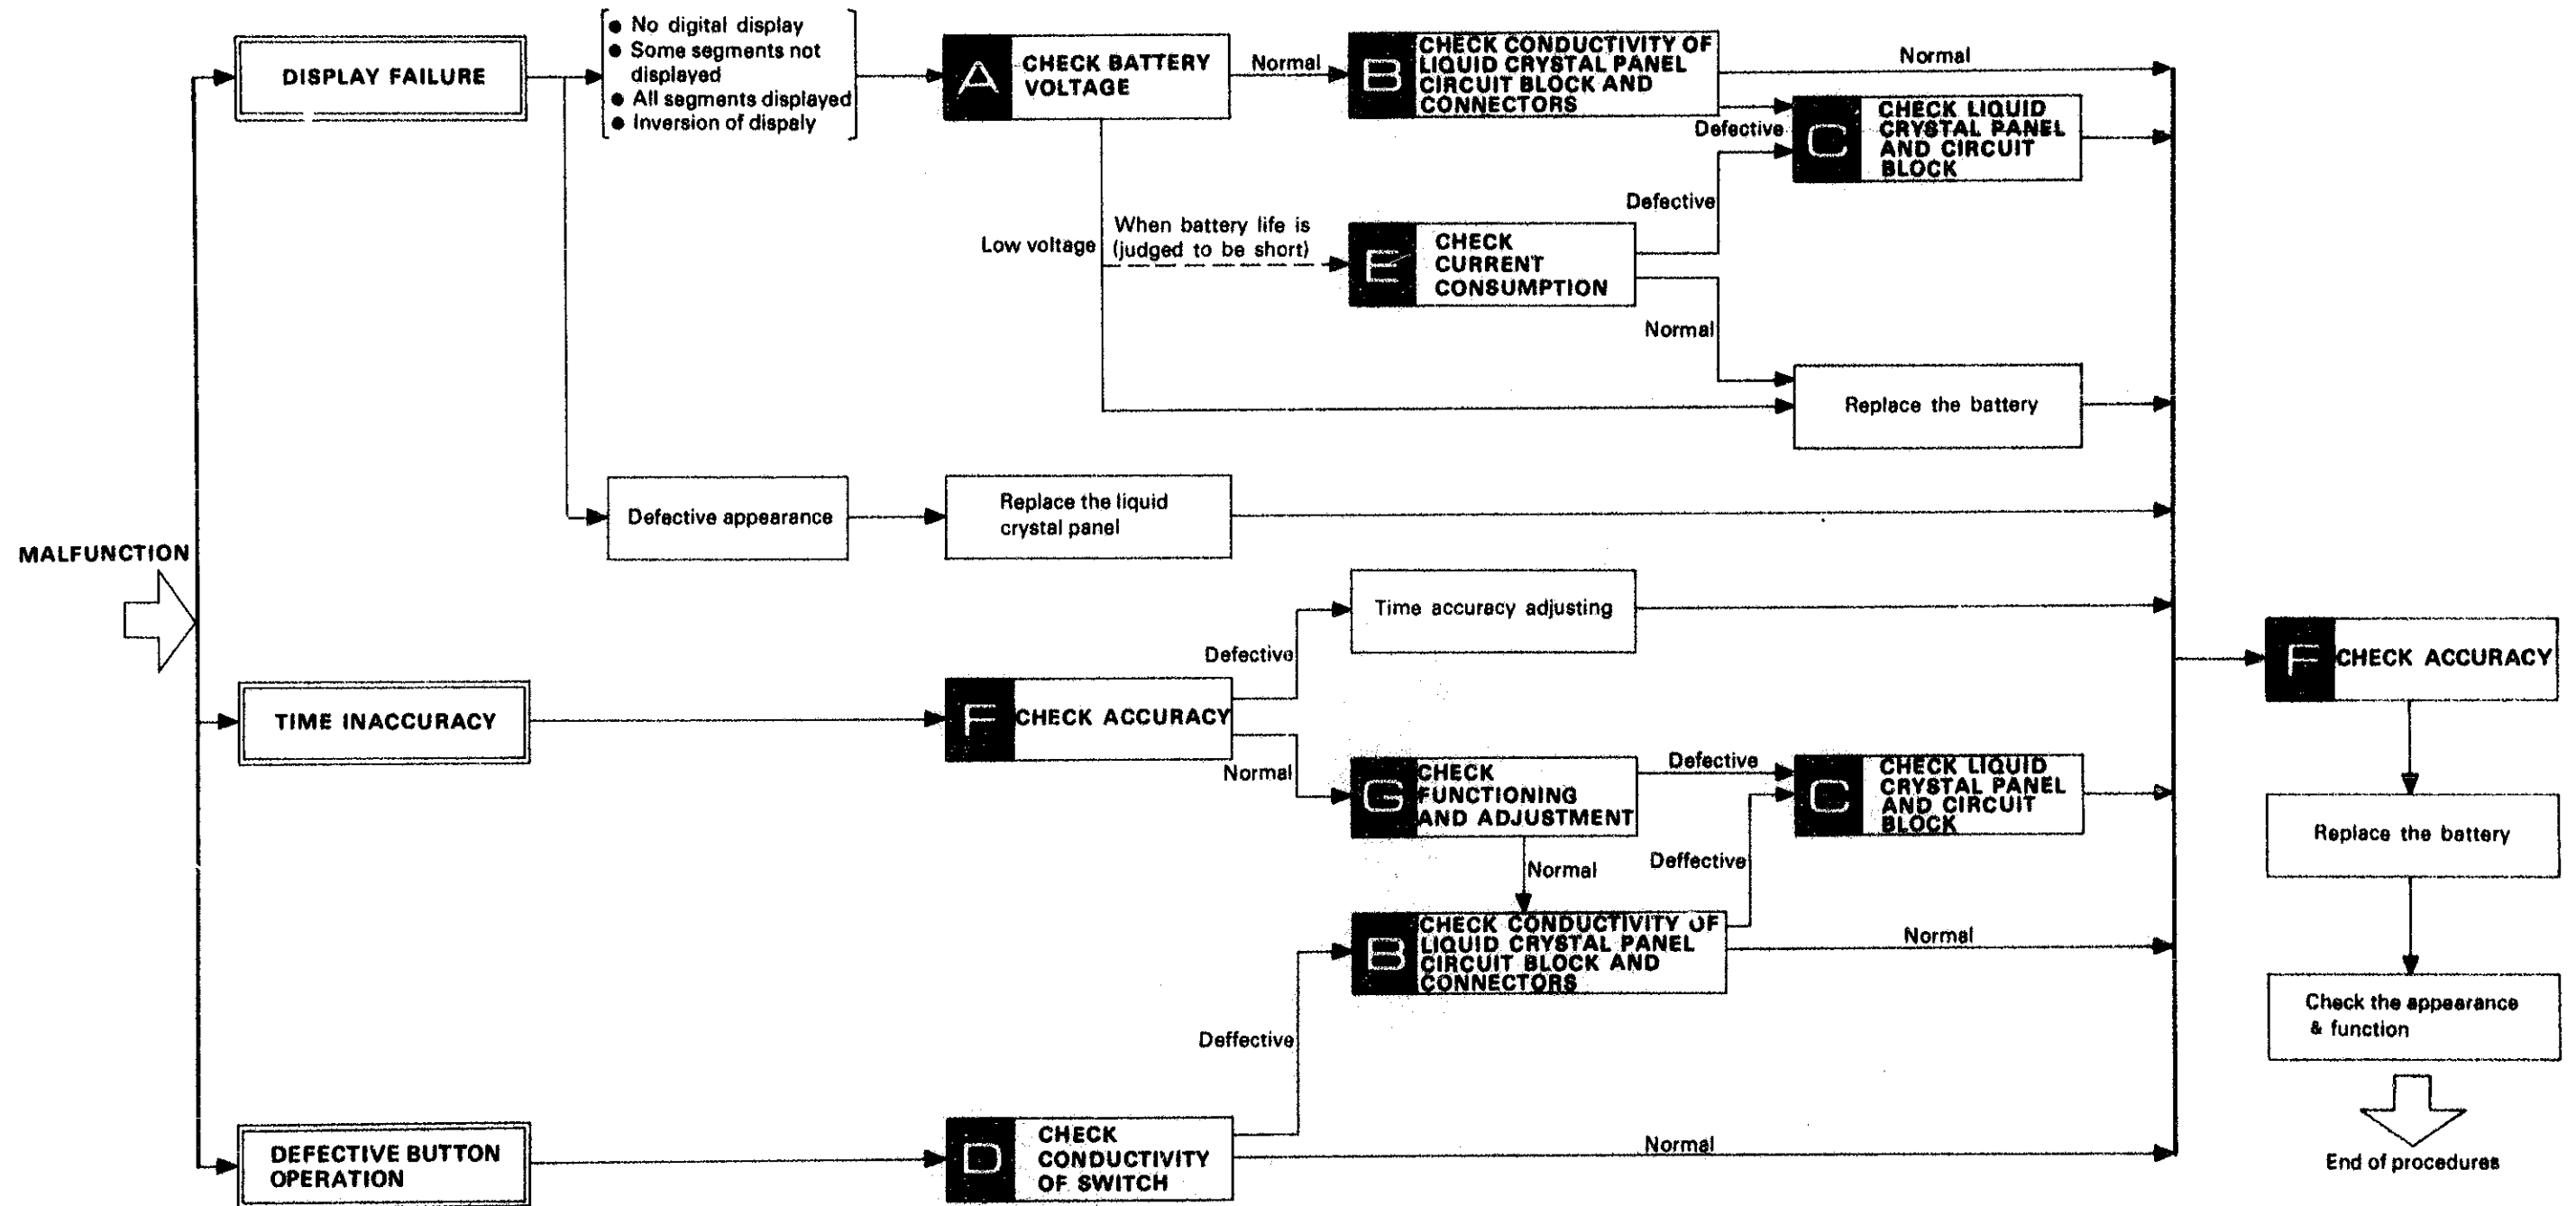 MALFUNCTION
DISPLAY FAILURE
● No digital display
● Some segments not
displayed
● All segments displayed
● Inversion of dispaly
A
CHECK BATTERY
VOLTAGE
Normal
B
CHECK CONDUCTIVITY OF
LIQUID CRYSTAL PANEL
CIRCUIT BLOCK AND
CONNECTORS
Normal
Defective
C
CHECK LIQUID
CRYSTAL PANEL
AND CIRCUIT
BLOCK
Low voltage
When battery life is
(judged to be short)
E
CHECK
CURRENT
CONSUMPTION
Defective
Normal
Replace the battery
Defective appearance
Replace the liquid
crystal panel
TIME INACCURACY
F
CHECK ACCURACY
Defective
Time accuracy adjusting
Normal
G
CHECK
FUNCTIONING
AND ADJUSTMENT
Defective
C
CHECK LIQUID
CRYSTAL PANEL
AND CIRCUIT
BLOCK
Normal
Deffective
B
CHECK CONDUCTIVITY OF
LIQUID CRYSTAL PANEL
CIRCUIT BLOCK AND
CONNECTORS
Normal
DEFECTIVE BUTTON
OPERATION
D
CHECK
CONDUCTIVITY
OF SWITCH
Deffective
Normal
F
CHECK ACCURACY
Replace the battery
Check the appearance
& function
End of procedures